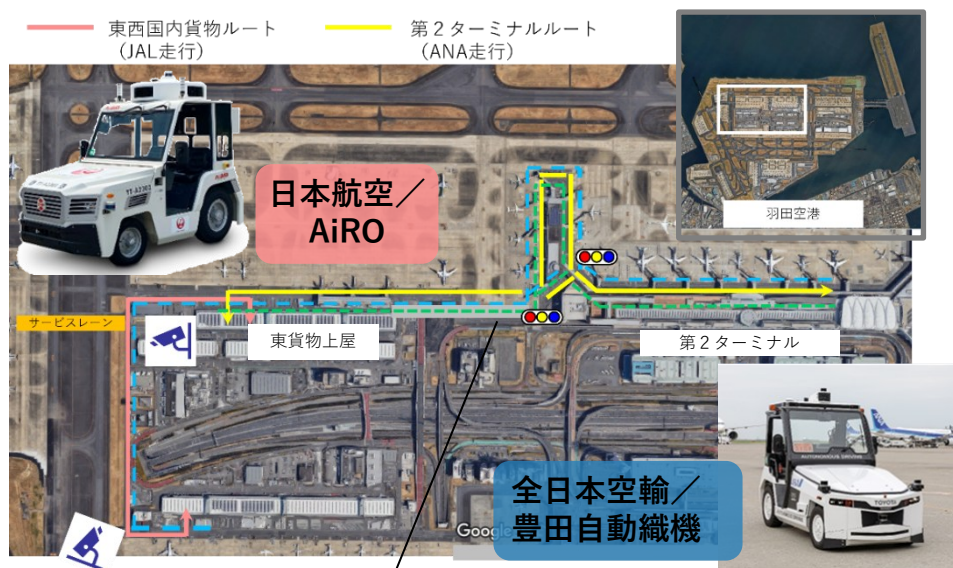 東西国内貨物ルート
（JAL走行）
第２ターミナルルート
（ANA走行）
日本航空／
AiRO
羽田空港
サービスレーン
東貨物上屋
第２ターミナル
全日本空輸／
豊田自動織機
Google
AUTONOMOUS DRIVING
TOYOTA